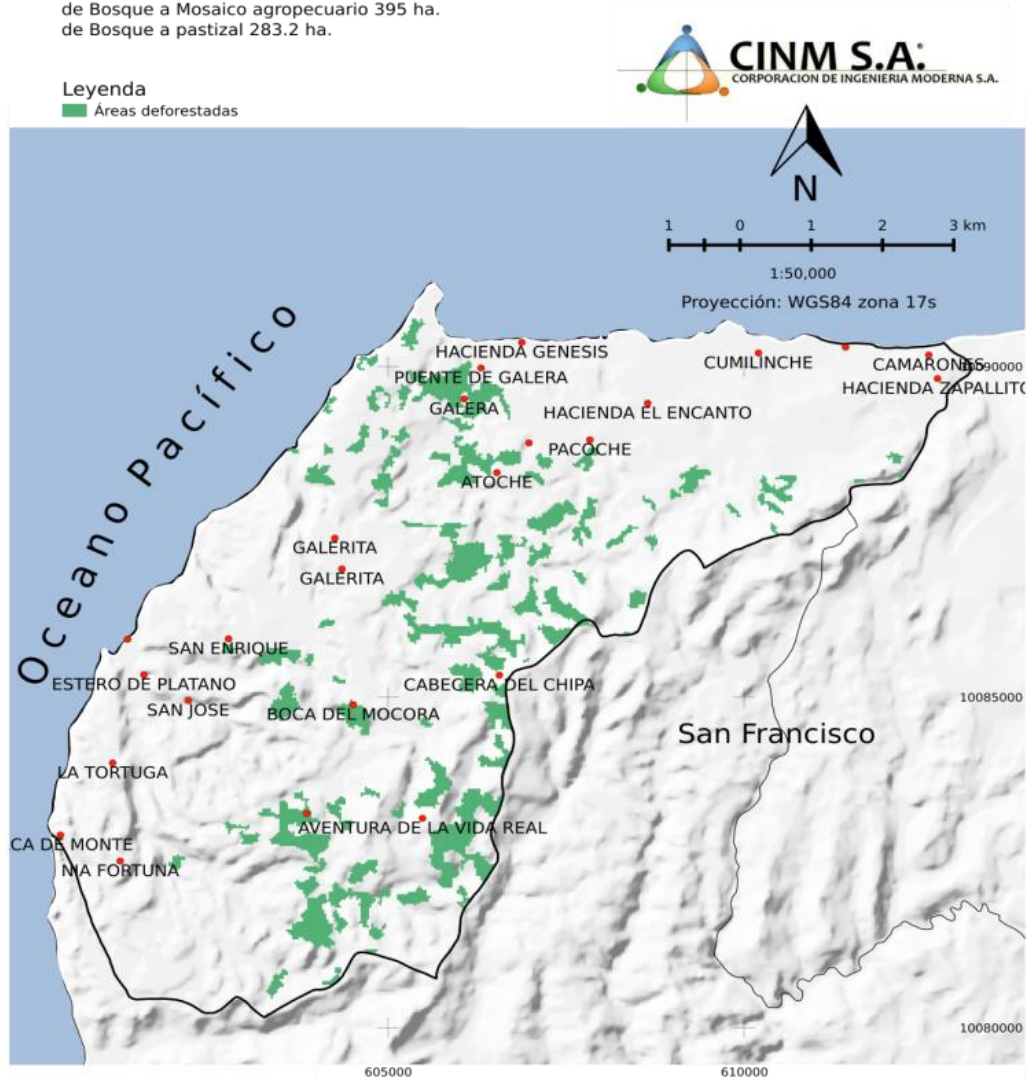 de Bosque a Mosaico agropecuario 395 ha.
de Bosque a pastizal 283.2 ha.
CINM S.A.
CORPORACION DE INGENIERIA MODERNA S.A.
Leyenda
Áreas deforestadas
N
1 0 1 2 3 km
1:50,000
Proyección: WGS84 zona 17s
Oceano Pacífico
HACIENDA GENESIS
CUMILINCHE
CAMARONES
10090000
PUENTE DE GALERA
HACIENDA ZAPALLITO
GALERA
HACIENDA EL ENCANTO
PACOCHE
ATOCHE
GALERITA
GALERITA
SAN ENRIQUE
ESTERO DE PLATANO
CABECERA DEL CHIPA
10085000
SAN JOSE
BOCA DEL MOCORA
San Francisco
LA TORTUGA
AVENTURA DE LA VIDA REAL
CA DE MONTE
NIA FORTUNA
10080000
605000
610000